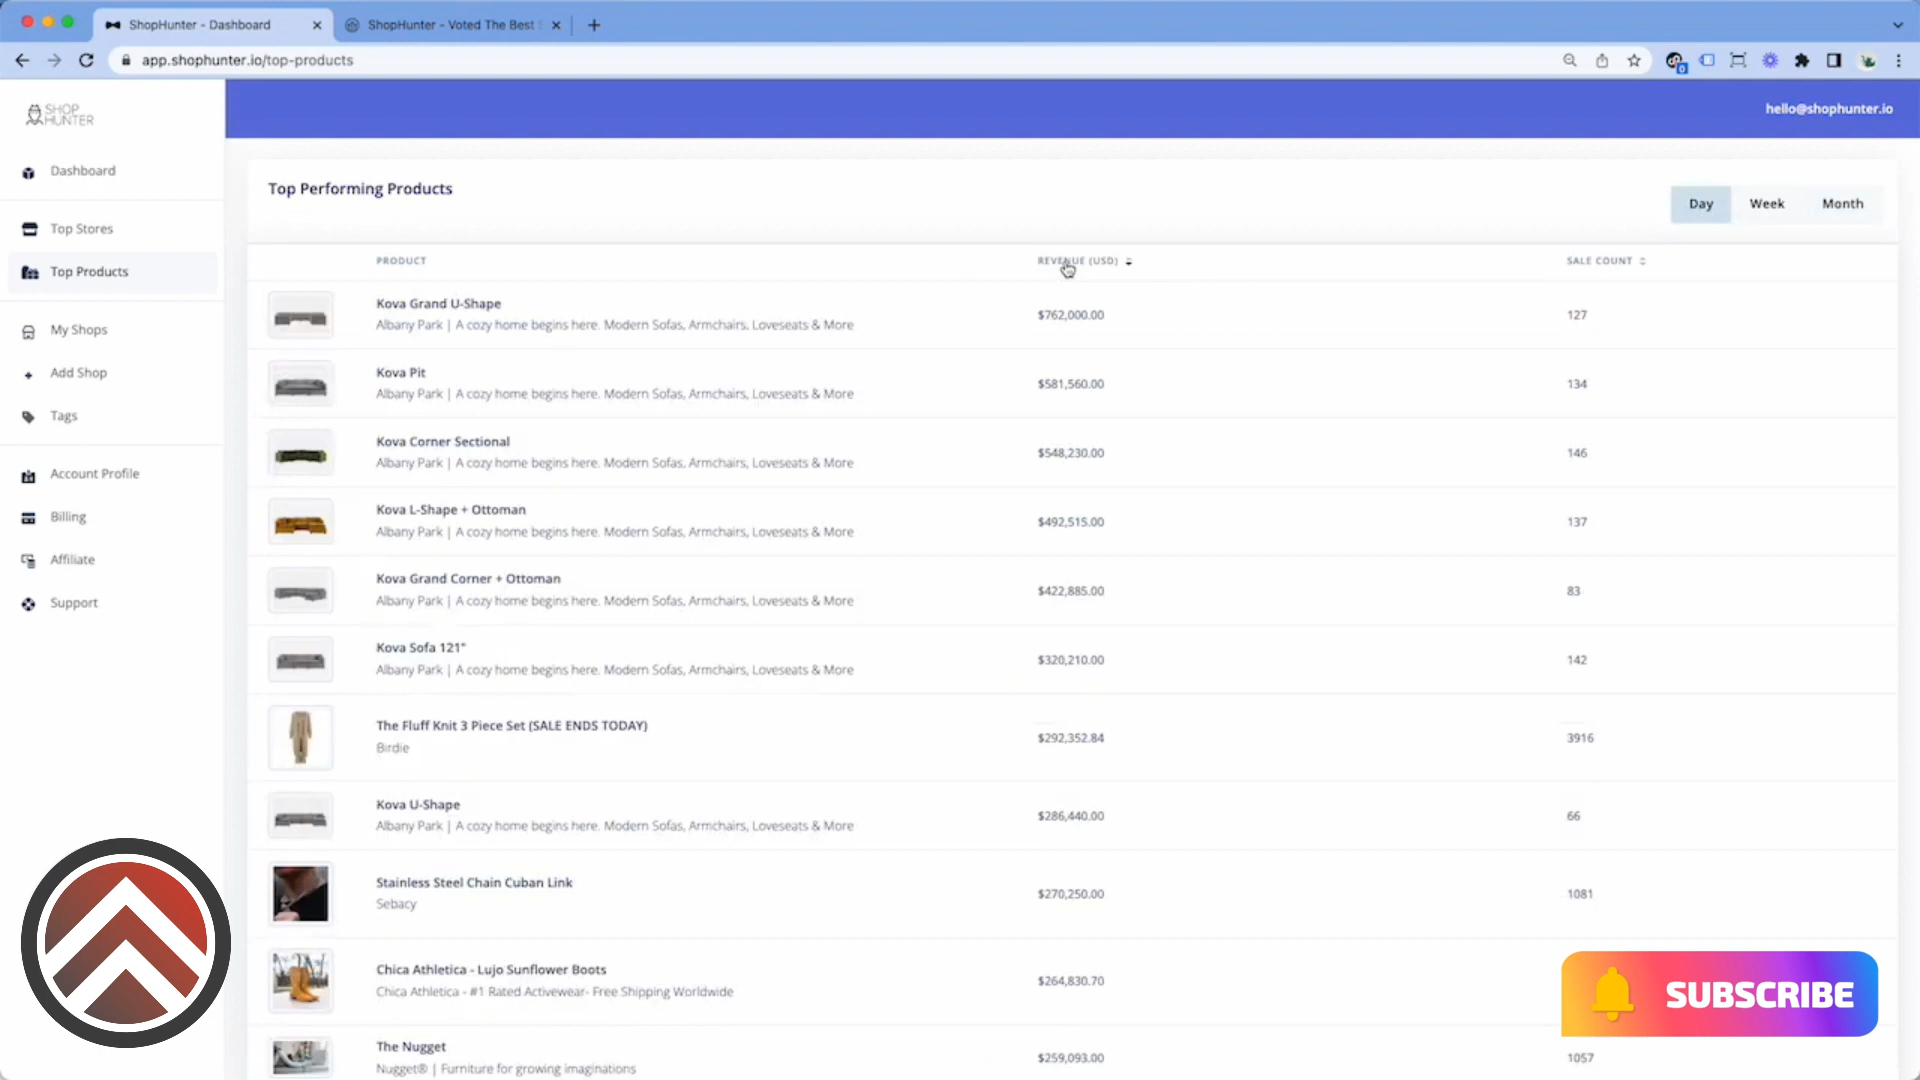 ShopHunter - Dashboard
ShopHunter - Voted The Best
app.shophunter.io/top-products
SHOP
HUNTER
hello@shophunter.io
Dashboard
Top Stores
Top Products
My Shops
Add Shop
Tags
Account Profile
Billing
Affiliate
Support
Top Performing Products
Day Week Month
PRODUCT REVENUE (USD) SALE COUNT
Kova Grand U-Shape
Albany Park | A cozy home begins here. Modern Sofas, Armchairs, Loveseats & More
$762,000.00 127
Kova Pit
Albany Park | A cozy home begins here. Modern Sofas, Armchairs, Loveseats & More
$581,560.00 134
Kova Corner Sectional
Albany Park | A cozy home begins here. Modern Sofas, Armchairs, Loveseats & More
$548,230.00 146
Kova L-Shape + Ottoman
Albany Park | A cozy home begins here. Modern Sofas, Armchairs, Loveseats & More
$492,515.00 137
Kova Grand Corner + Ottoman
Albany Park | A cozy home begins here. Modern Sofas, Armchairs, Loveseats & More
$422,885.00 83
Kova Sofa 121"
Albany Park | A cozy home begins here. Modern Sofas, Armchairs, Loveseats & More
$320,210.00 142
The Fluff Knit 3 Piece Set (SALE ENDS TODAY)
Birdie
$292,352.84 3916
Kova U-Shape
Albany Park | A cozy home begins here. Modern Sofas, Armchairs, Loveseats & More
$286,440.00 66
Stainless Steel Chain Cuban Link
Sebacy
$270,250.00 1081
Chica Athletica - Lujo Sunflower Boots
Chica Athletica - #1 Rated Activewear- Free Shipping Worldwide
$264,830.70
The Nugget
Nugget® | Furniture for growing imaginations
$259,093.00 1057
SUBSCRIBE